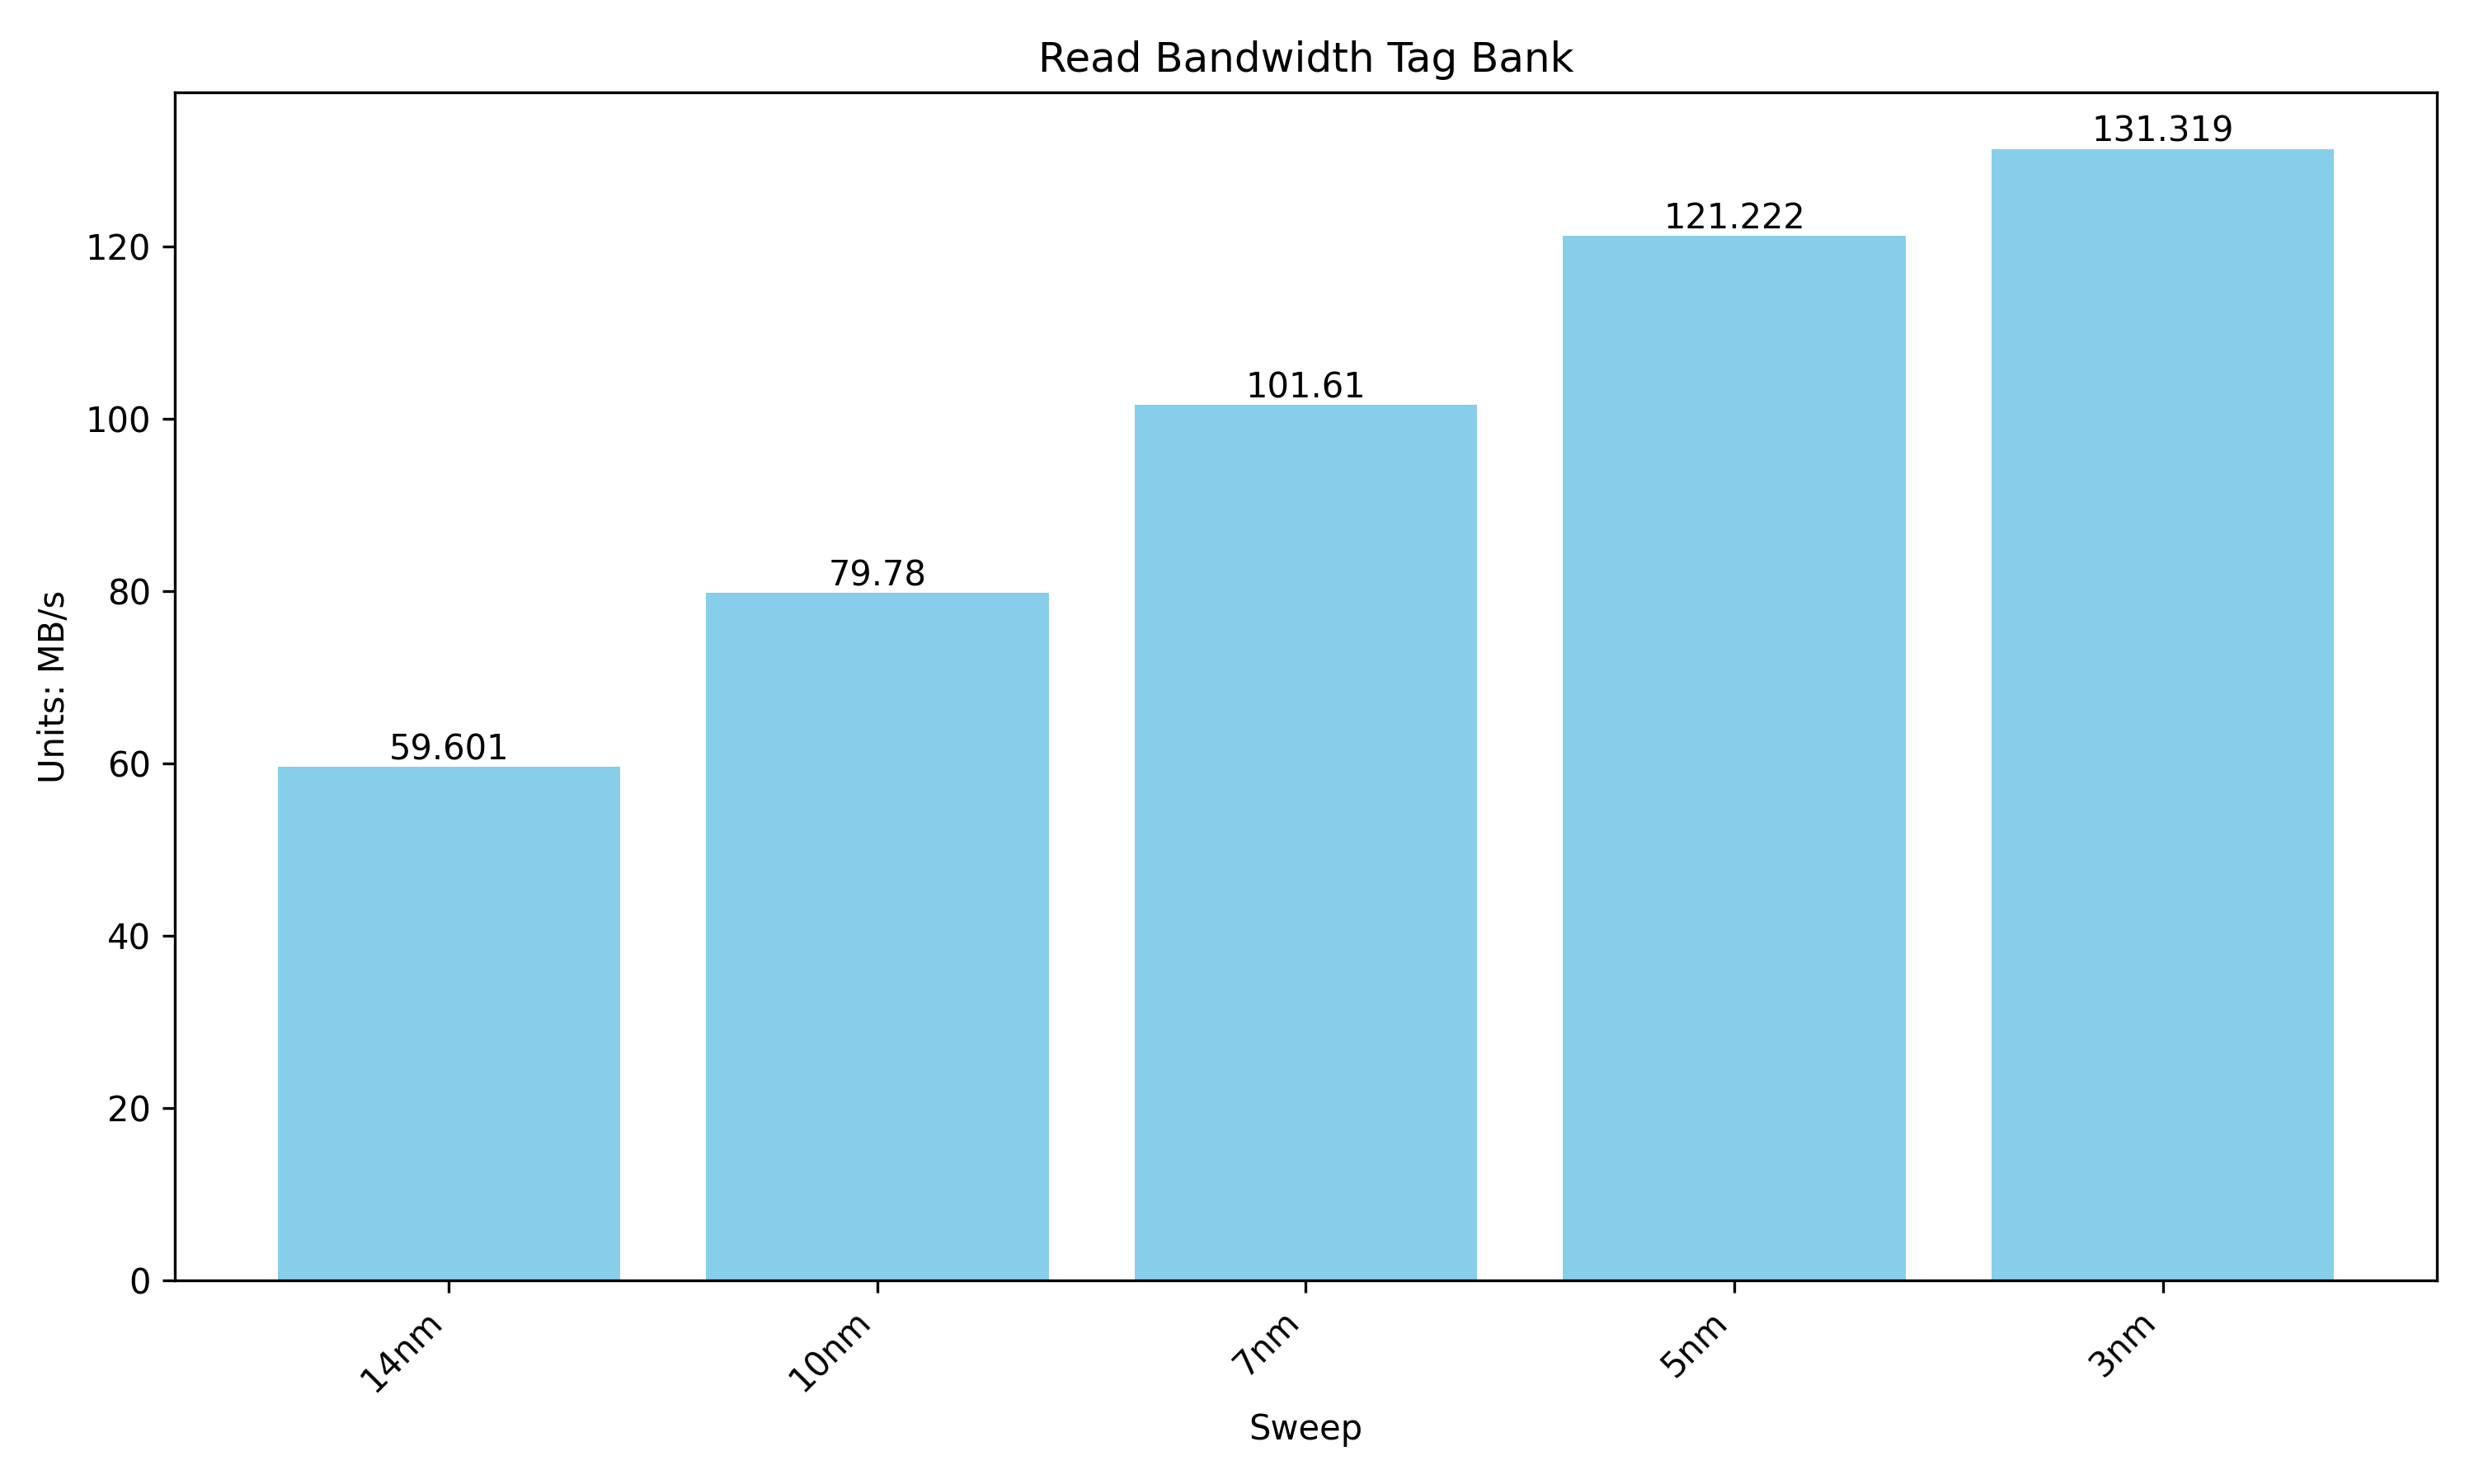 Read Bandwidth Tag Bank
Units: MB/s
120
100
80
60
40
20
0
59.601
79.78
101.61
121.222
131.319
14nm
10nm
7nm
5nm
3nm
Sweep